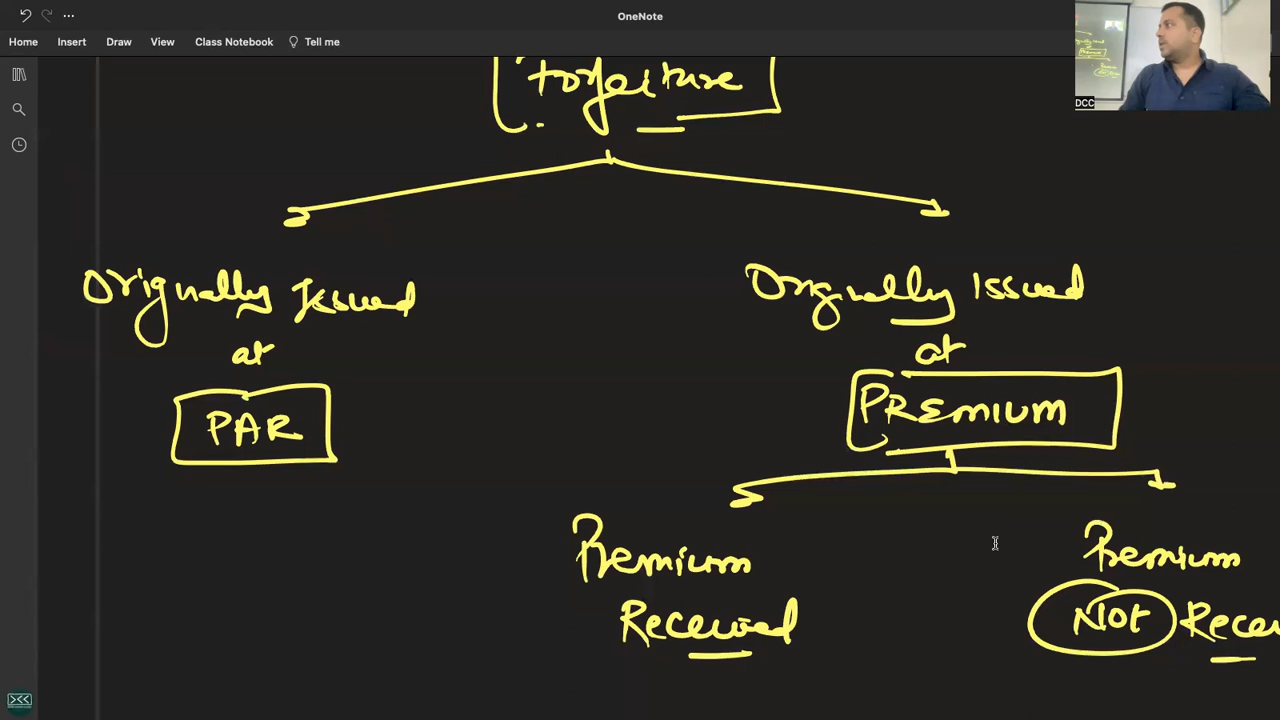 OneNote
Home Insert Draw View Class Notebook Tell me
DCC
forfeiture
Originally Issued
at
PAR
Originally Issued
at
PREMIUM
Premium
Received
Premium
NOT Recei